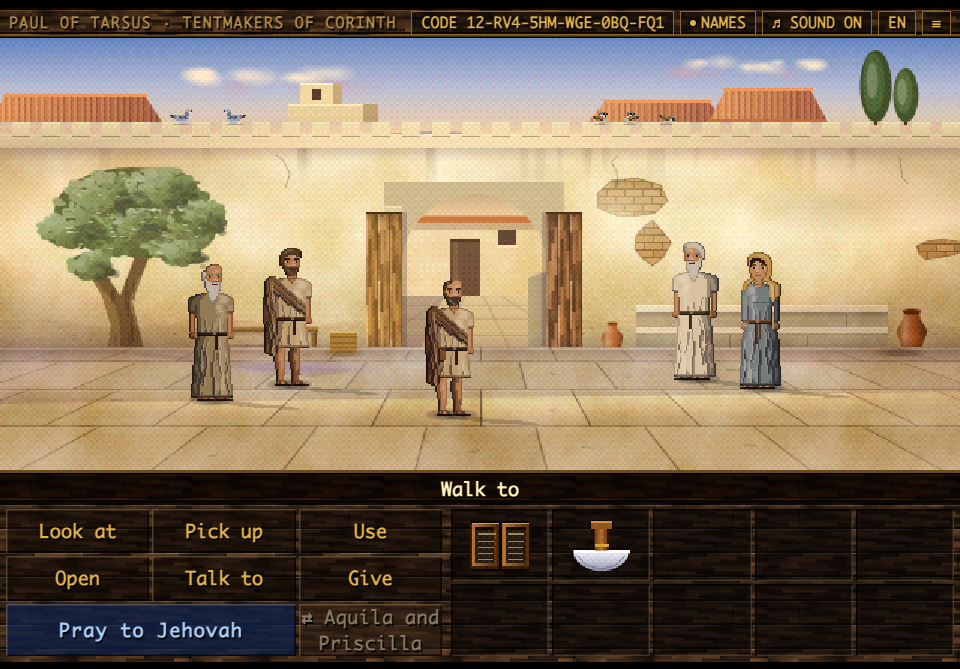 PAUL OF TARSUS · TENTMAKERS OF CORINTH
CODE 12-RV4-5HM-WGE-0BQ-FQ1
• NAMES
♬ SOUND ON
EN
≡
Walk to
Look at
Pick up
Use
Open
Talk to
Give
Pray to Jehovah
⇄ Aquila and
Priscilla